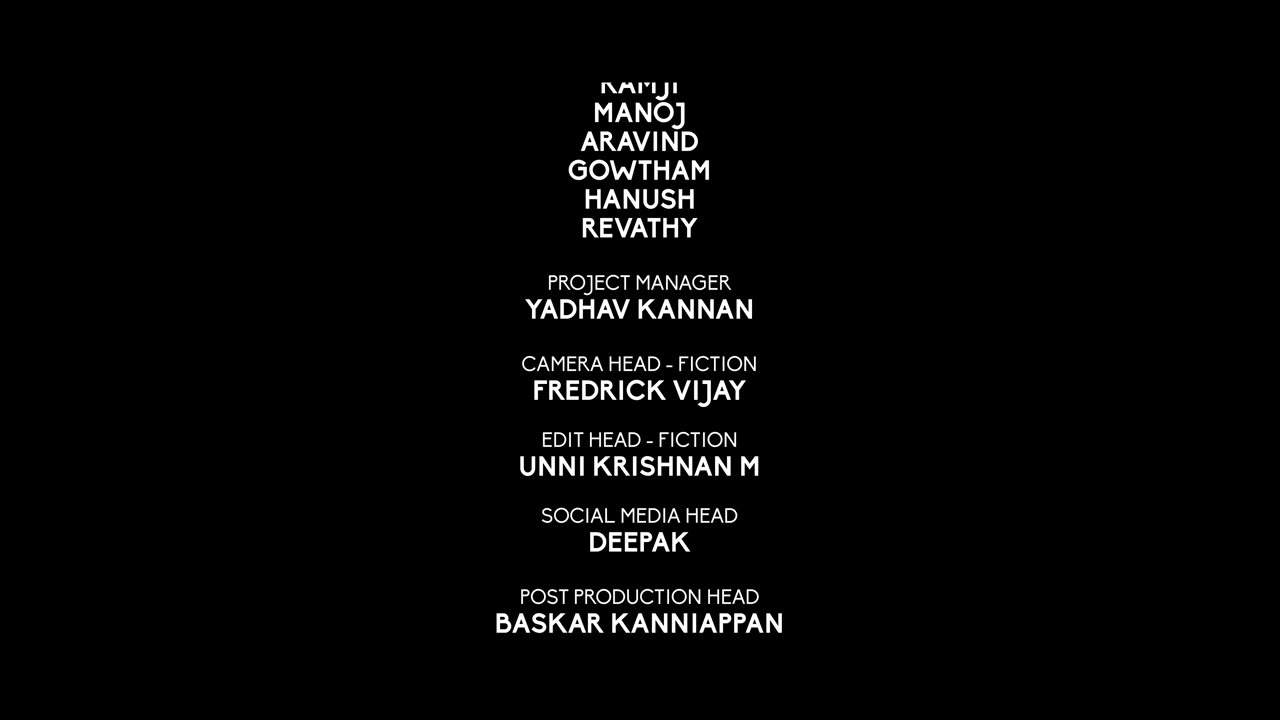 RAMJI
MANOJ
ARAVIND
GOWTHAM
HANUSH
REVATHY
PROJECT MANAGER
YADHAV KANNAN
CAMERA HEAD - FICTION
FREDRICK VIJAY
EDIT HEAD - FICTION
UNNI KRISHNAN M
SOCIAL MEDIA HEAD
DEEPAK
POST PRODUCTION HEAD
BASKAR KANNIAPPAN